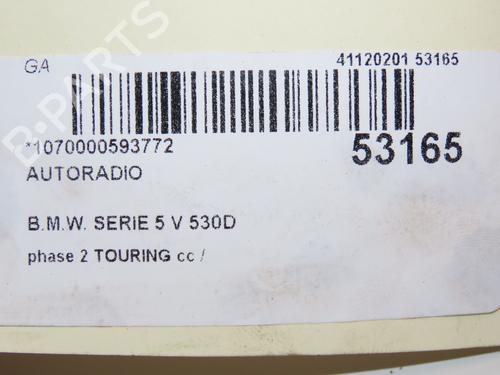 GA
41120201 53165
*1070000593772
53165
AUTORADIO
B.M.W. SERIE 5 V 530D
phase 2 TOURING cc /
B-PARTS